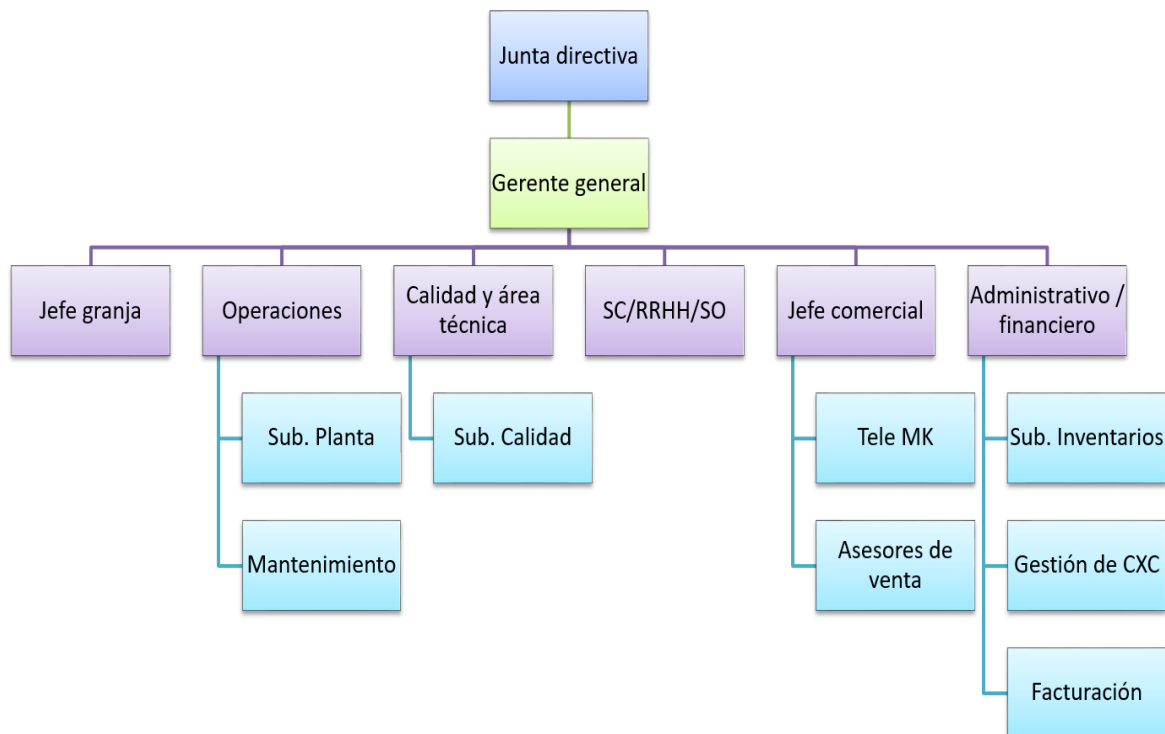 Junta directiva
Gerente general
Jefe granja
Operaciones
Calidad y área
técnica
SC/RRHH/SO
Jefe comercial
Administrativo /
financiero
Sub. Planta
Sub. Calidad
Tele MK
Sub. Inventarios
Mantenimiento
Asesores de
venta
Gestión de CXC
Facturación